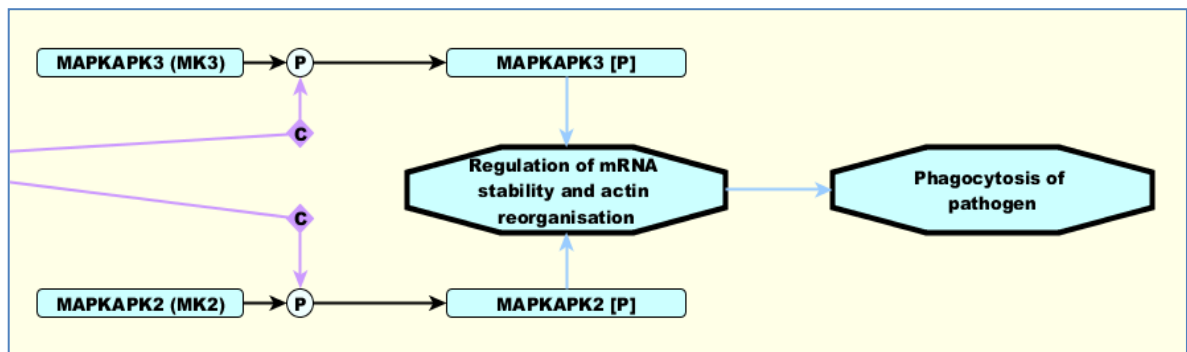 MAPKAPK3 (MK3)
P
MAPKAPK3 [P]
C
Regulation of mRNA
stability and actin
reorganisation
Phagocytosis of
pathogen
C
MAPKAPK2 (MK2)
P
MAPKAPK2 [P]